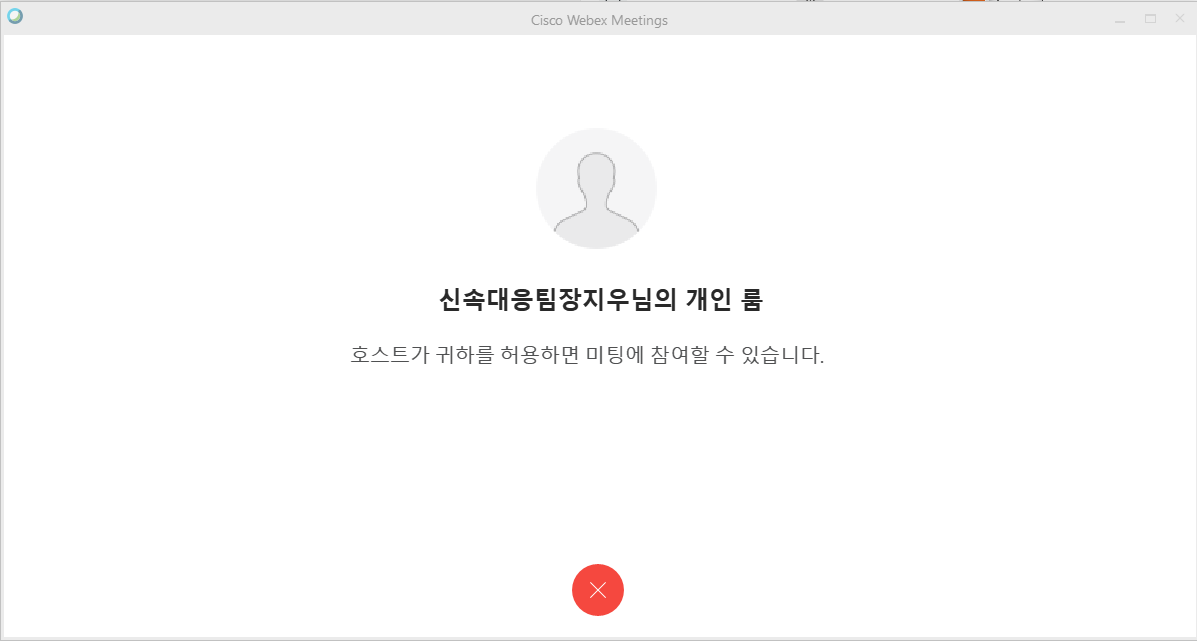 Cisco Webex Meetings
신속대응팀장지우님의 개인 룸
호스트가 귀하를 허용하면 미팅에 참여할 수 있습니다.